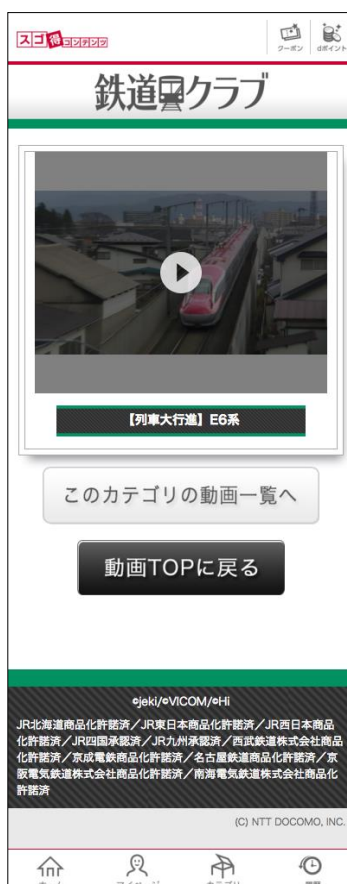 スゴ得コンテンツ
クーポン
dポイント
鉄道クラブ
【列車大行進】E6系
このカテゴリの動画一覧へ
動画TOPに戻る
©jeki/©VICOM/©Hi
JR北海道商品化許諾済／JR東日本商品化許諾済／JR西日本商品
化許諾済／JR四国承認済／JR九州承認済／西武鉄道株式会社商品
化許諾済／京成電鉄商品化許諾済／名古屋鉄道商品化許諾済／京
阪電気鉄道株式会社商品化許諾済／南海電気鉄道株式会社商品化
許諾済
(C) NTT DOCOMO, INC.